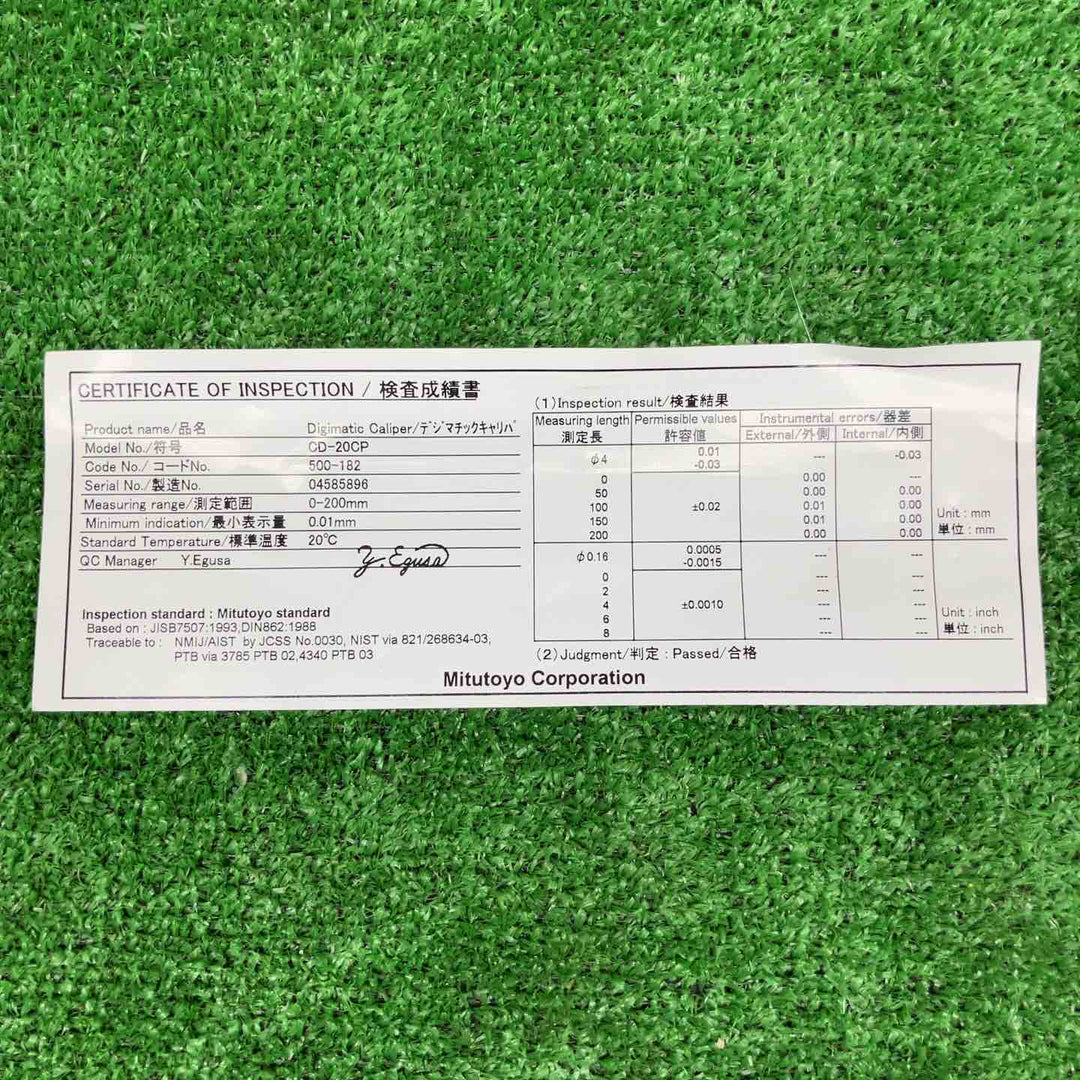 CERTIFICATE OF INSPECTION / 検査成績書
Product name/品名 Digimatic Caliper/ﾃﾞｼﾞﾏﾁｯｸｷｬﾘﾊﾟ
Model No./符号 CD-20CP
Code No./ コードNo. 500-182
Serial No./製造No. 04585896
Measuring range/測定範囲 0-200mm
Minimum indication/最小表示量 0.01mm
Standard Temperature/標準温度 20℃
QC Manager Y.Egusa Y. Egusa
Inspection standard : Mitutoyo standard
Based on : JISB7507:1993,DIN862:1988
Traceable to : NMIJ/AIST by JCSS No.0030, NIST via 821/268634-03,
PTB via 3785 PTB 02,4340 PTB 03
(1)Inspection result/検査結果
Measuring length Permissible values Instrumental errors/器差
測定長 許容値 External/外側 Internal/内側
φ4 0.01 --- -0.03
-0.03
0 0.00 ---
50 0.00 0.00
100 ±0.02 0.01 0.00
150 0.01 0.00
200 0.00 0.00
Unit : mm
単位 : mm
φ0.16 0.0005 --- ---
-0.0015
0 --- ---
2 --- ---
4 ±0.0010 --- ---
6 --- ---
8 --- ---
Unit : inch
単位 : inch
(2)Judgment/判定 : Passed/合格
Mitutoyo Corporation